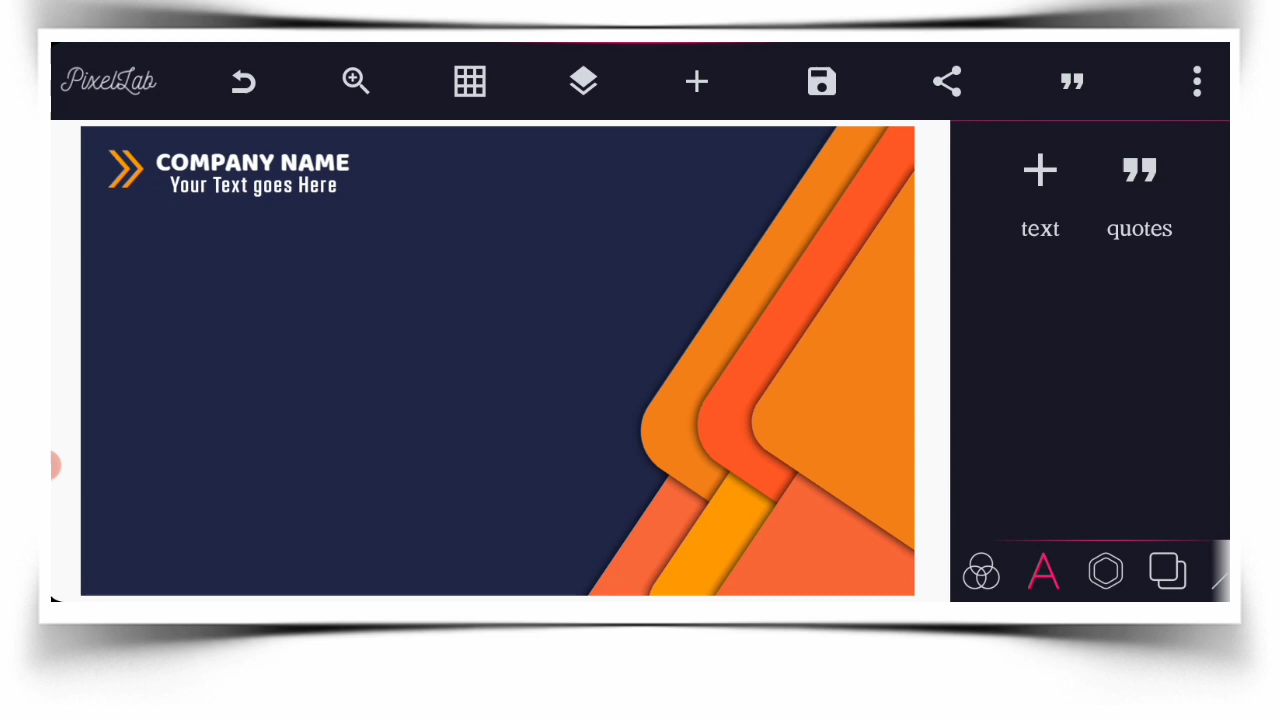 PixelLab
COMPANY NAME
Your Text goes Here
text
quotes